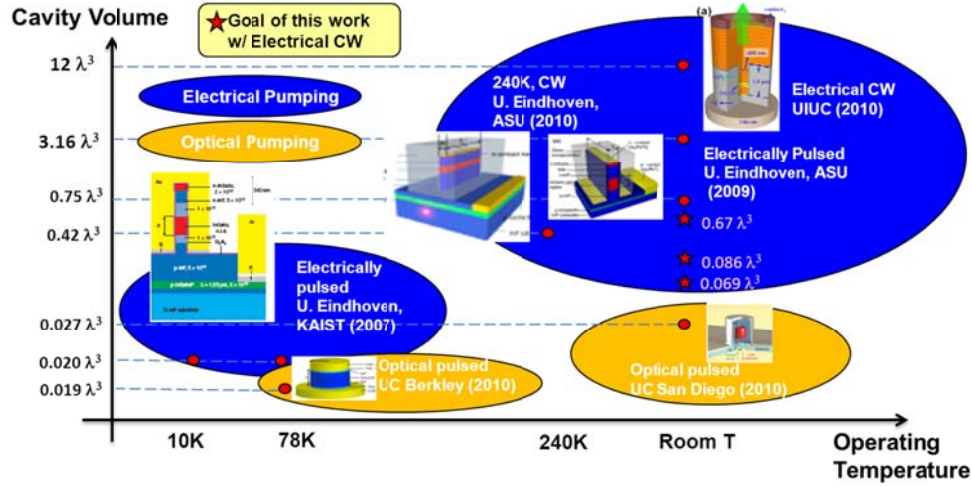 Cavity Volume
Goal of this work
w/ Electrical CW
12 λ³
3.16 λ³
0.75 λ³
0.42 λ³
0.027 λ³
0.020 λ³
0.019 λ³
Electrical Pumping
Optical Pumping
240K, CW
U. Eindhoven,
ASU (2010)
(a)
Electrical CW
UIUC (2010)
Electrically Pulsed
U. Eindhoven, ASU
(2009)
0.67 λ³
0.086 λ³
0.069 λ³
Electrically
pulsed
U. Eindhoven,
KAIST (2007)
Optical pulsed
UC Berkley (2010)
Optical pulsed
UC San Diego (2010)
10K
78K
240K
Room T
Operating
Temperature